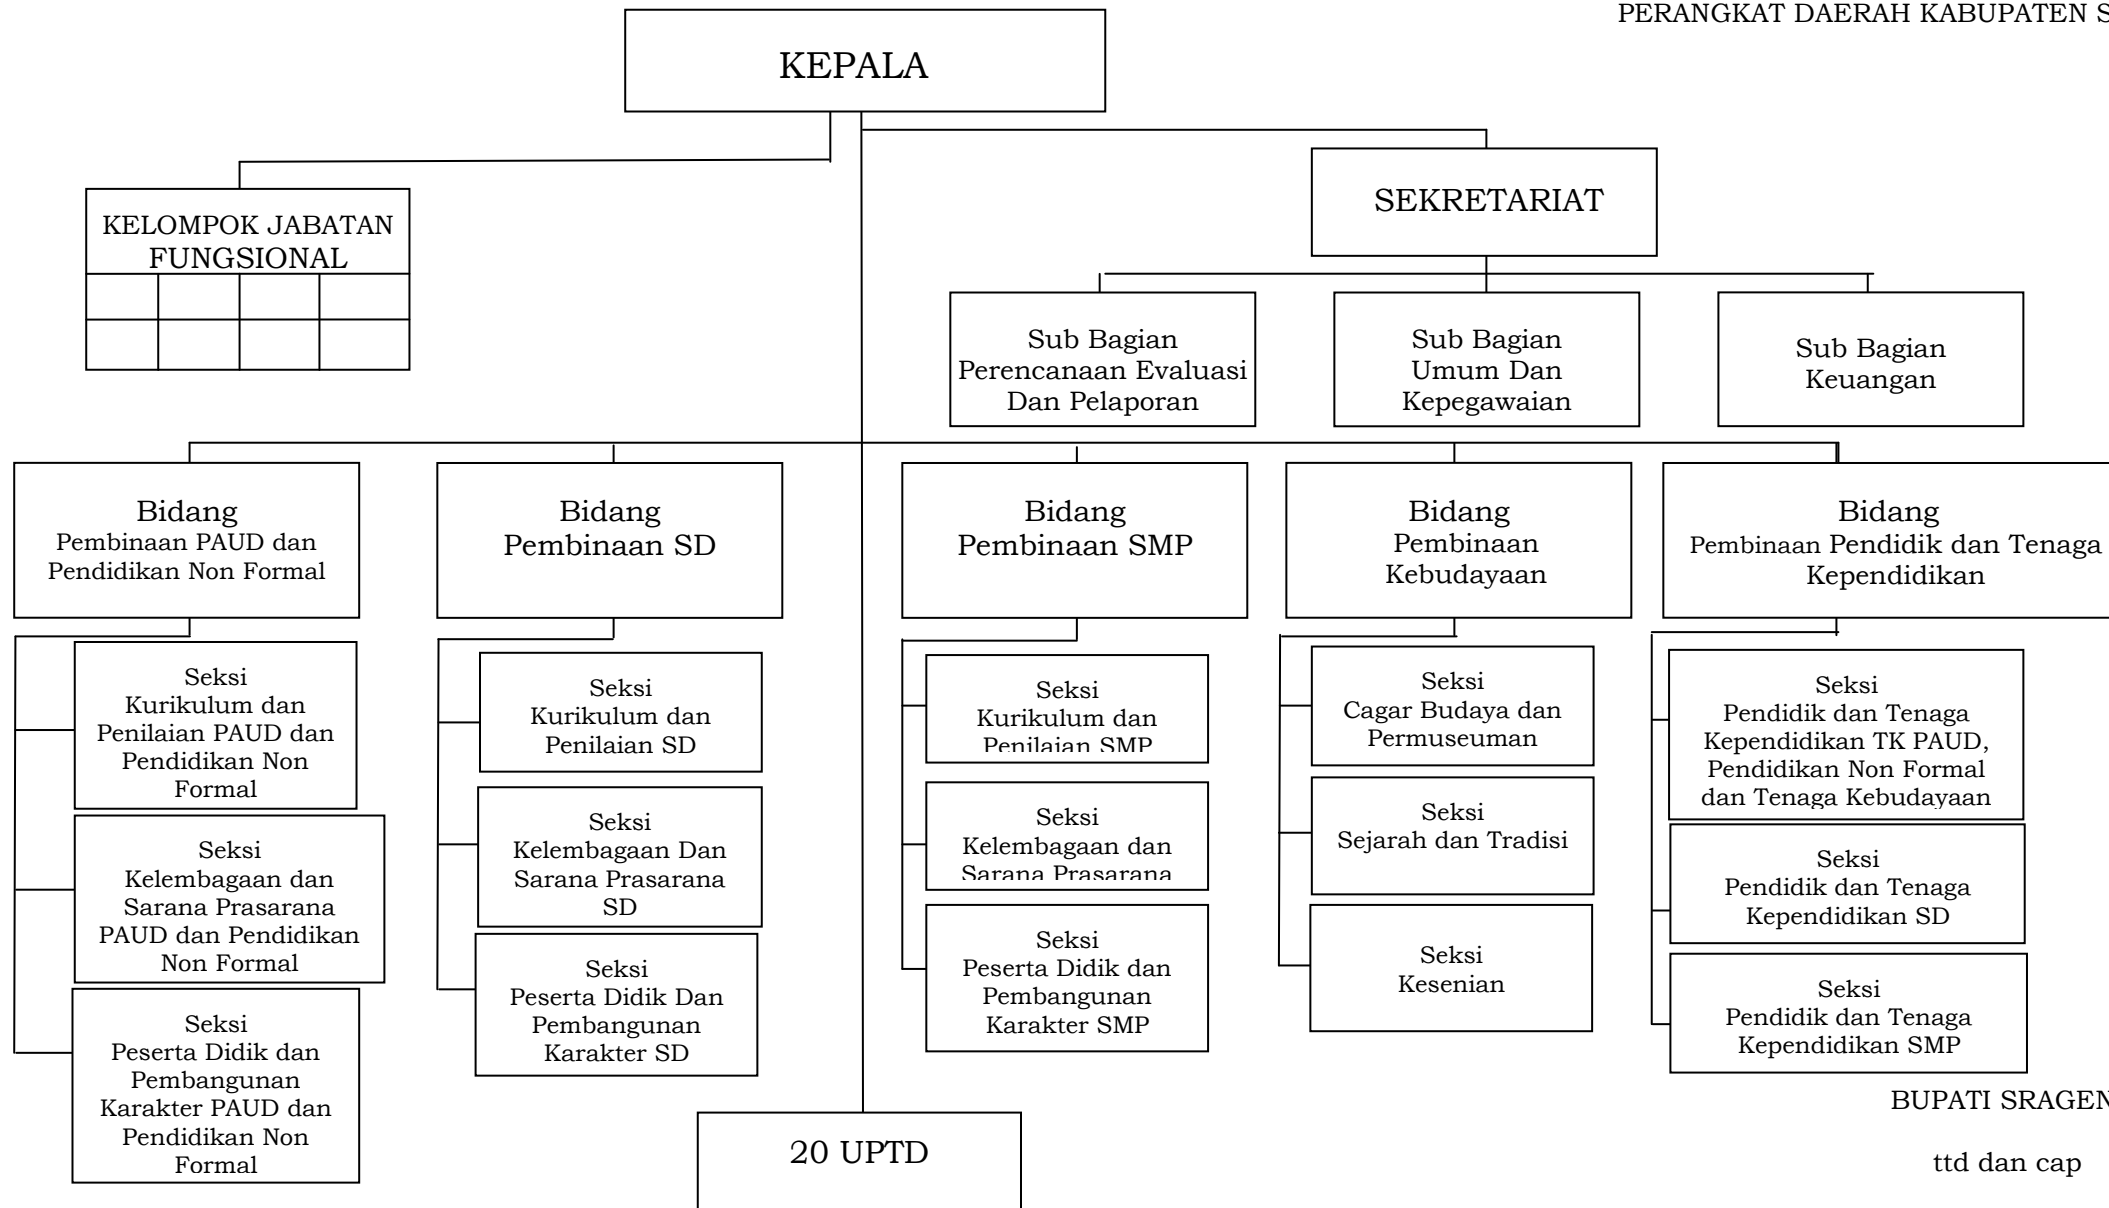 PERANGKAT DAERAH KABUPATEN S
KEPALA
SEKRETARIAT
KELOMPOK JABATAN
FUNGSIONAL
Sub Bagian
Perencanaan Evaluasi
Dan Pelaporan
Sub Bagian
Umum Dan
Kepegawaian
Sub Bagian
Keuangan
Bidang
Pembinaan PAUD dan
Pendidikan Non Formal
Bidang
Pembinaan SD
Bidang
Pembinaan SMP
Bidang
Pembinaan
Kebudayaan
Bidang
Pembinaan Pendidik dan Tenaga
Kependidikan
Seksi
Kurikulum dan
Penilaian PAUD dan
Pendidikan Non
Formal
Seksi
Kelembagaan dan
Sarana Prasarana
PAUD dan Pendidikan
Non Formal
Seksi
Peserta Didik dan
Pembangunan
Karakter PAUD dan
Pendidikan Non
Formal
Seksi
Kurikulum dan
Penilaian SD
Seksi
Kelembagaan Dan
Sarana Prasarana
SD
Seksi
Peserta Didik Dan
Pembangunan
Karakter SD
Seksi
Kurikulum dan
Penilaian SMP
Seksi
Kelembagaan dan
Sarana Prasarana
Seksi
Peserta Didik dan
Pembangunan
Karakter SMP
Seksi
Cagar Budaya dan
Permuseuman
Seksi
Sejarah dan Tradisi
Seksi
Kesenian
Seksi
Pendidik dan Tenaga
Kependidikan TK PAUD,
Pendidikan Non Formal
dan Tenaga Kebudayaan
Seksi
Pendidik dan Tenaga
Kependidikan SD
Seksi
Pendidik dan Tenaga
Kependidikan SMP
20 UPTD
BUPATI SRAGEN
ttd dan cap